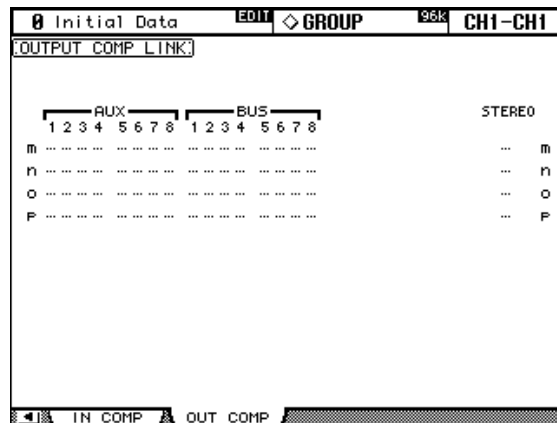 0 Initial Data EDIT ◇GROUP 96K CH1-CH1
OUTPUT COMP LINK
AUX BUS STEREO
1 2 3 4 5 6 7 8 1 2 3 4 5 6 7 8
m m
n n
o o
P P
IN COMP OUT COMP